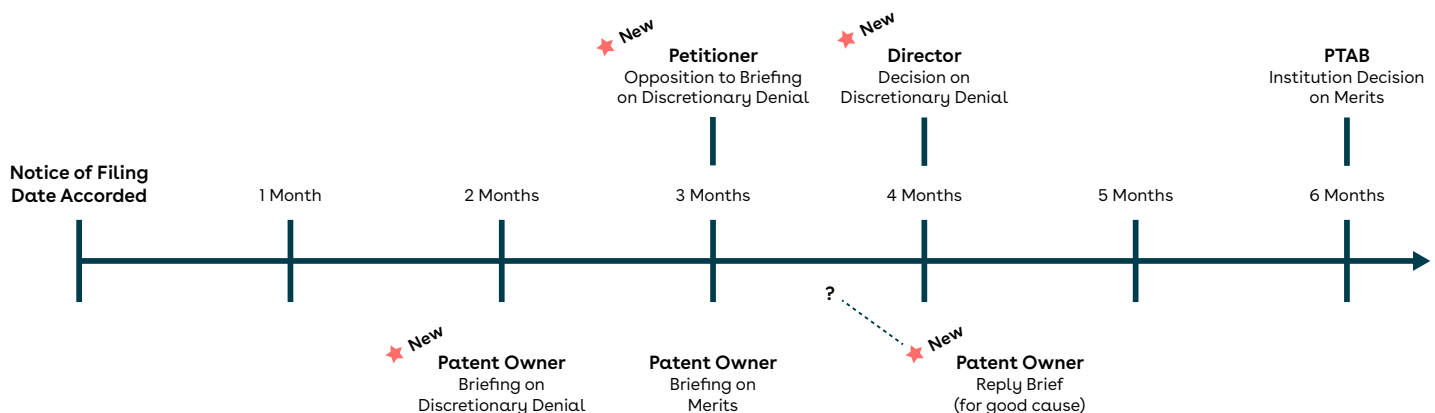 New
Petitioner
Opposition to Briefing
on Discretionary Denial
New
Director
Decision on
Discretionary Denial
PTAB
Institution Decision
on Merits
Notice of Filing
Date Accorded
1 Month
2 Months
3 Months
4 Months
5 Months
6 Months
?
New
Patent Owner
Briefing on
Discretionary Denial
Patent Owner
Briefing on
Merits
New
Patent Owner
Reply Brief
(for good cause)